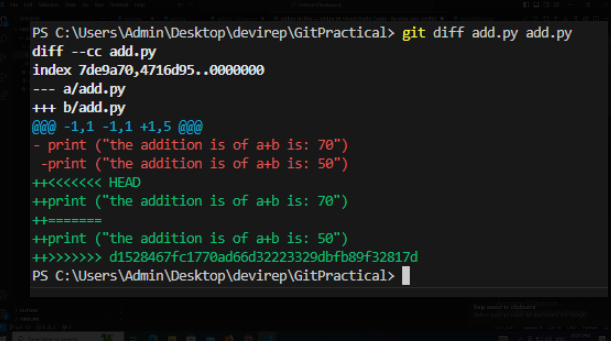 PS C:\Users\Admin\Desktop\devirep\GitPractical> git diff add.py add.py
diff --cc add.py
index 7de9a70,4716d95..0000000
--- a/add.py
+++ b/add.py
@@@ -1,1 -1,1 +1,5 @@@
- print ("the addition is of a+b is: 70")
 -print ("the addition is of a+b is: 50")
++<<<<<<< HEAD
++print ("the addition is of a+b is: 70")
++=======
++print ("the addition is of a+b is: 50")
++>>>>>>> d1528467fc1770ad66d32223329dbfb89f32817d
PS C:\Users\Admin\Desktop\devirep\GitPractical>